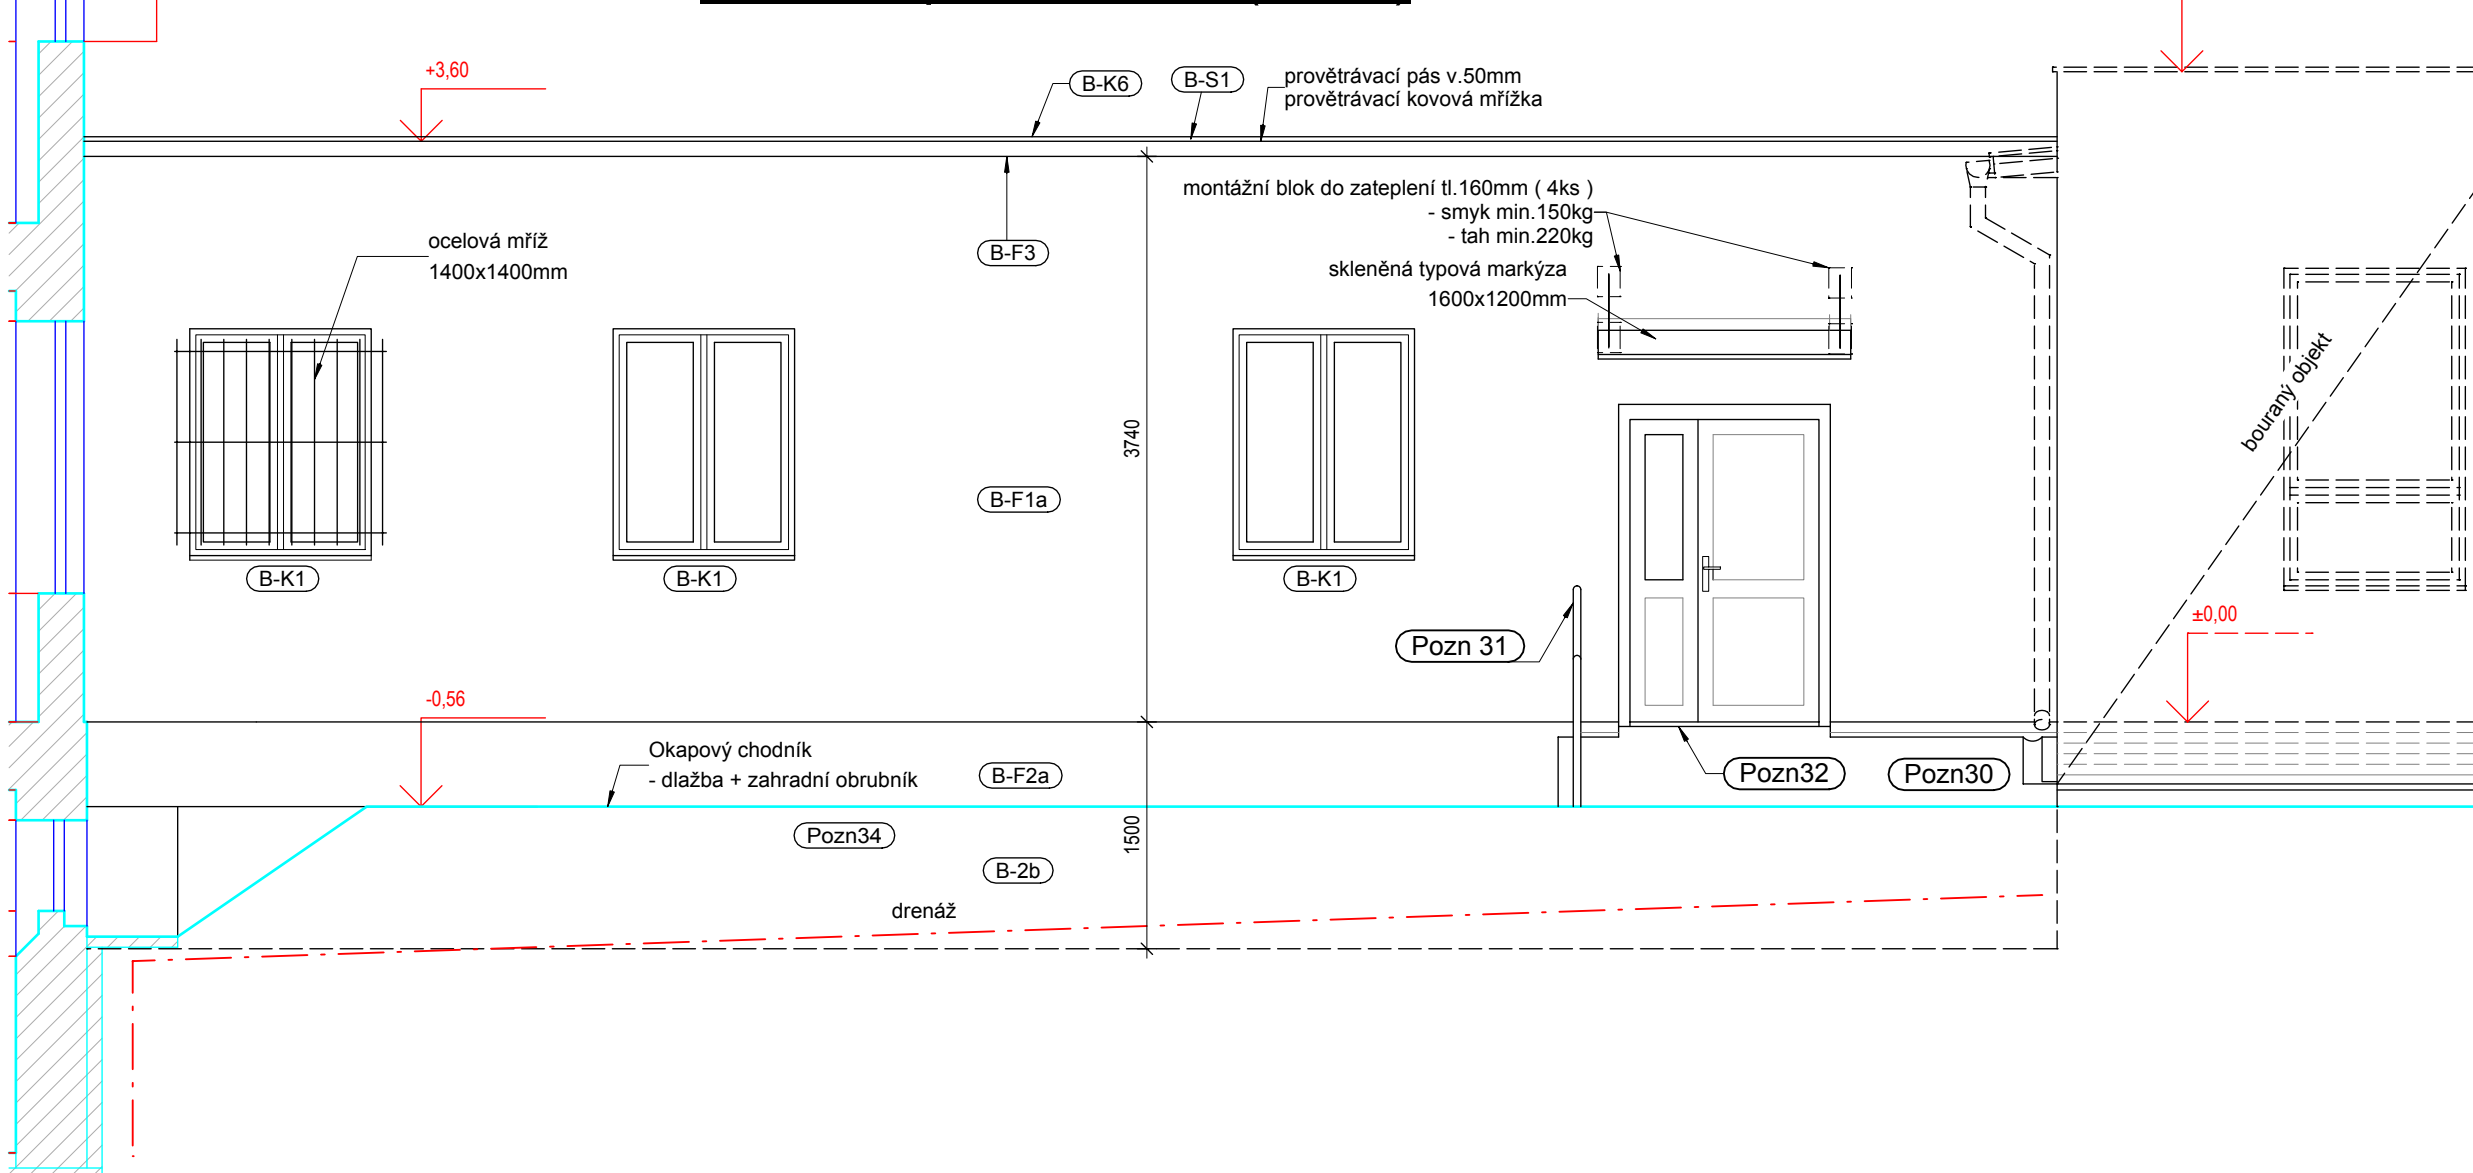 +3,60
B-K6
B-S1
provětrávací pás v.50mm
provětrávací kovová mřížka
montážní blok do zateplení tl.160mm ( 4ks )
- smyk min.150kg
- tah min.220kg
ocelová mříž
1400x1400mm
B-F3
skleněná typová markýza
1600x1200mm
bouraný objekt
3740
B-F1a
B-K1
B-K1
B-K1
±0,00
Pozn 31
-0,56
Okapový chodník
- dlažba + zahradní obrubník
B-F2a
Pozn32
Pozn30
Pozn34
1500
B-2b
drenáž